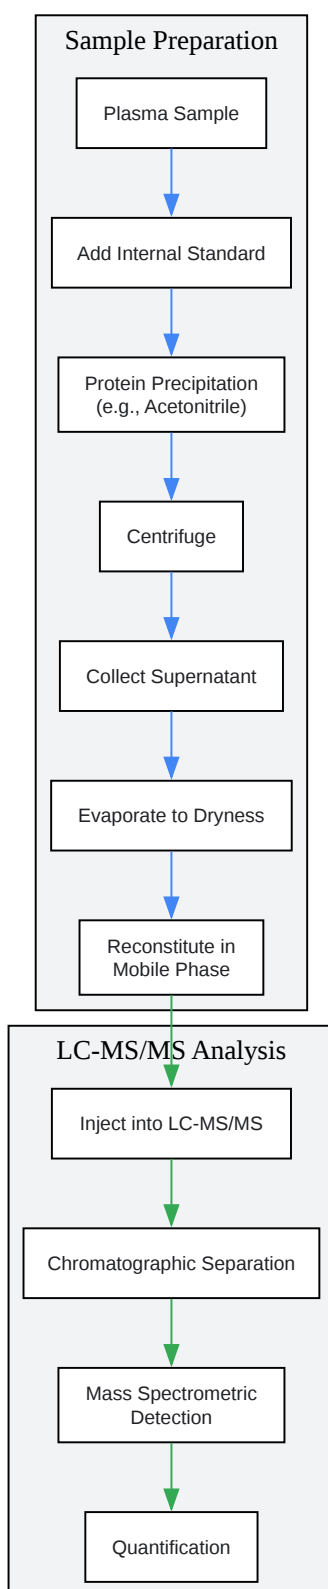 Sample Preparation
Plasma Sample
Add Internal Standard
Protein Precipitation
(e.g., Acetonitrile)
Centrifuge
Collect Supernatant
Evaporate to Dryness
Reconstitute in
Mobile Phase
LC-MS/MS Analysis
Inject into LC-MS/MS
Chromatographic Separation
Mass Spectrometric
Detection
Quantification